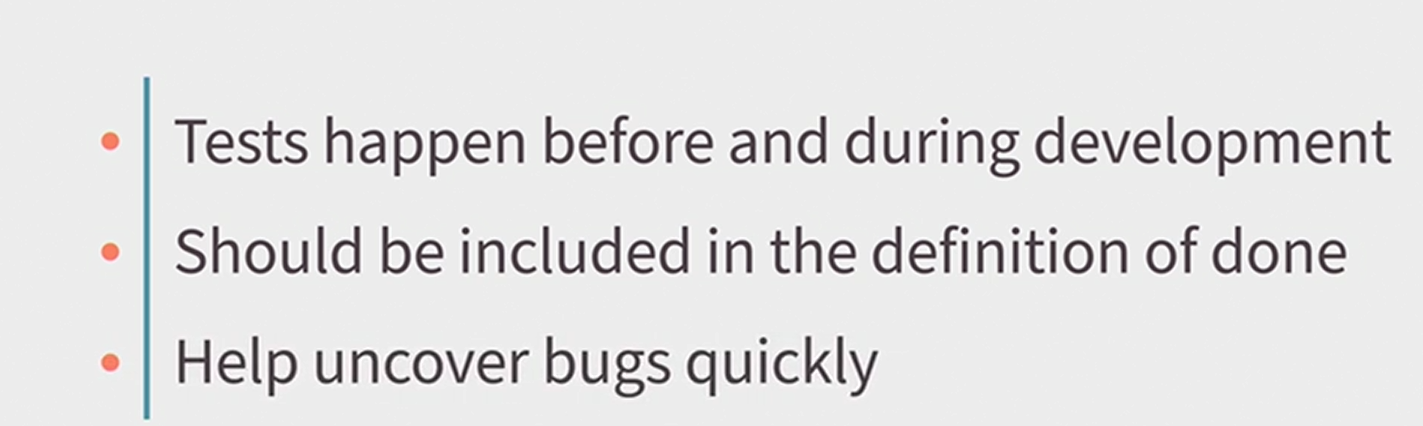 Tests happen before and during development
Should be included in the definition of done
Help uncover bugs quickly